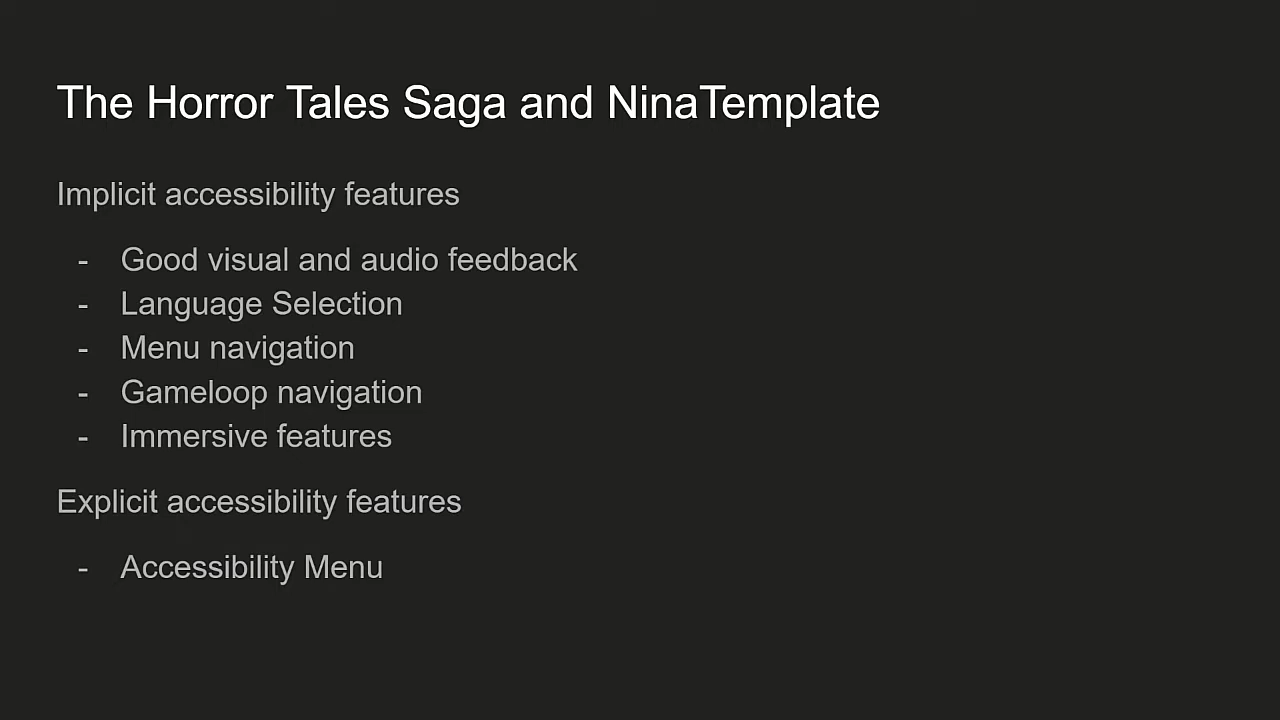 The Horror Tales Saga and NinaTemplate
Implicit accessibility features
- Good visual and audio feedback
- Language Selection
- Menu navigation
- Gameloop navigation
- Immersive features
Explicit accessibility features
- Accessibility Menu